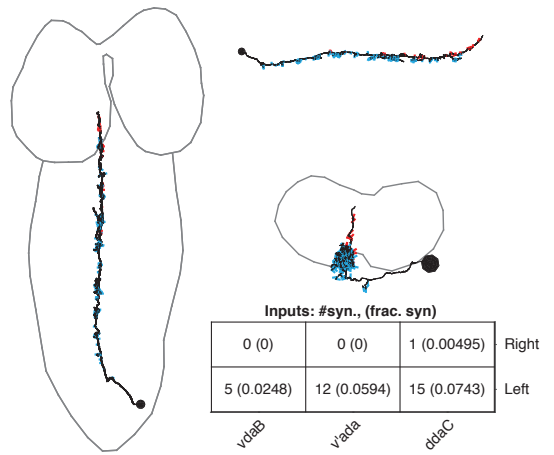 Inputs: #syn., (frac. syn)
0 (0) 0 (0) 1 (0.00495) Right
5 (0.0248) 12 (0.0594) 15 (0.0743) Left
vdaB v'ada ddaC